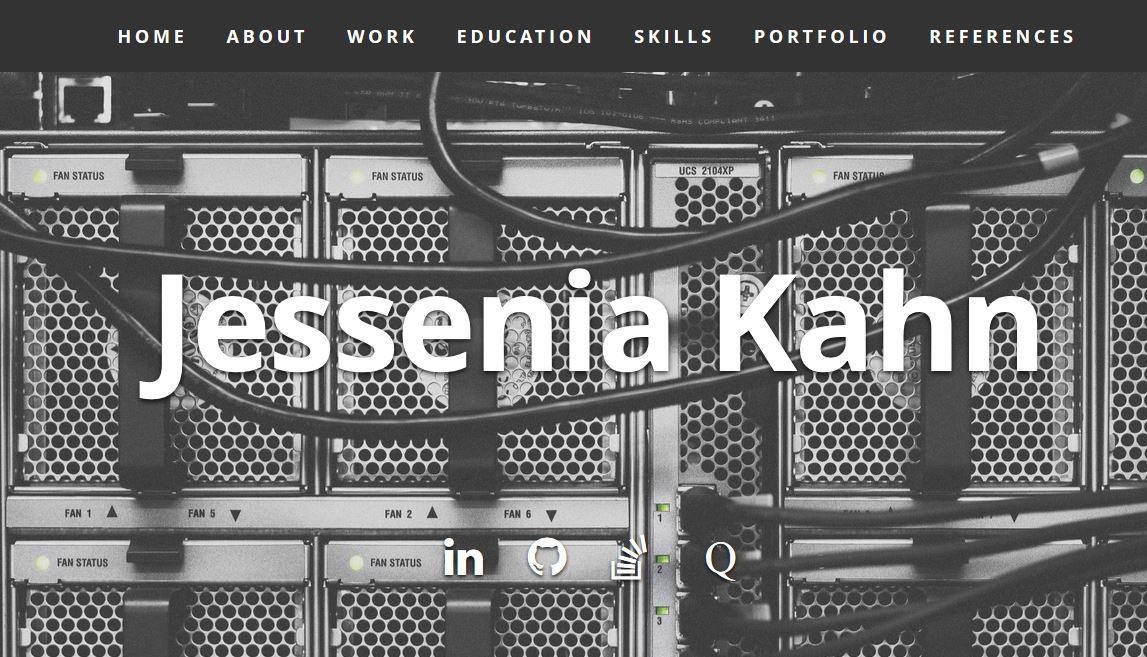 HOME ABOUT WORK EDUCATION SKILLS PORTFOLIO REFERENCES
FAN STATUS FAN STATUS UCS 2104XP FAN STATUS
Jessenia Kahn
FAN 1 ▲ FAN 5 ▼ FAN 2 ▲ FAN 6 ▼
1
in Q
FAN STATUS FAN STATUS
2
3